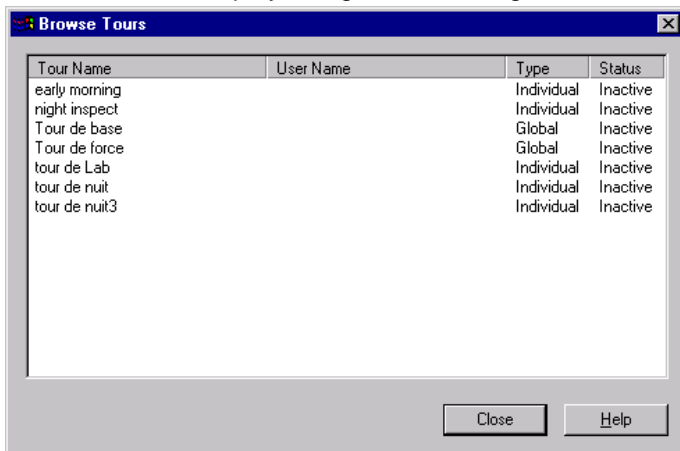 Browse Tours
Tour Name User Name Type Status
early morning Individual Inactive
night inspect Individual Inactive
Tour de base Global Inactive
Tour de force Global Inactive
tour de Lab Individual Inactive
tour de nuit Individual Inactive
tour de nuit3 Individual Inactive
Close Help